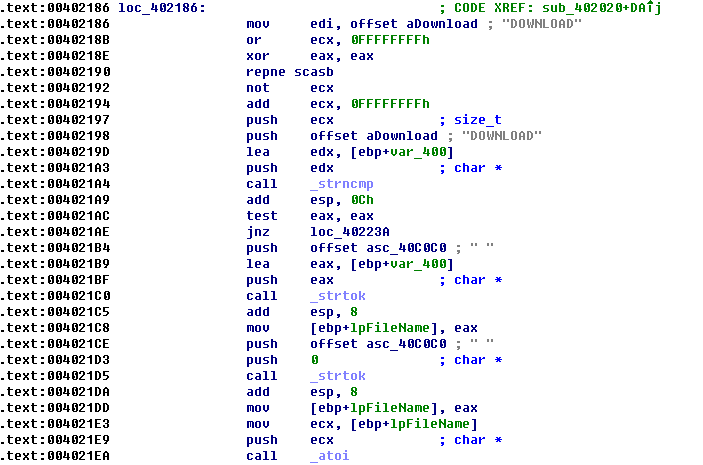 .text:00402186 loc_402186: ; CODE XREF: sub_402020+DA↑j
.text:00402186 mov edi, offset aDownload ; "DOWNLOAD"
.text:0040218B or ecx, 0FFFFFFFFh
.text:0040218E xor eax, eax
.text:00402190 repne scasb
.text:00402192 not ecx
.text:00402194 add ecx, 0FFFFFFFFh
.text:00402197 push ecx ; size_t
.text:00402198 push offset aDownload ; "DOWNLOAD"
.text:0040219D lea edx, [ebp+var_400]
.text:004021A3 push edx ; char *
.text:004021A4 call _strncmp
.text:004021A9 add esp, 0Ch
.text:004021AC test eax, eax
.text:004021AE jnz loc_40223A
.text:004021B4 push offset asc_40C0C0 ; " "
.text:004021B9 lea eax, [ebp+var_400]
.text:004021BF push eax ; char *
.text:004021C0 call _strtok
.text:004021C5 add esp, 8
.text:004021C8 mov [ebp+lpFileName], eax
.text:004021CE push offset asc_40C0C0 ; " "
.text:004021D3 push 0 ; char *
.text:004021D5 call _strtok
.text:004021DA add esp, 8
.text:004021DD mov [ebp+lpFileName], eax
.text:004021E3 mov ecx, [ebp+lpFileName]
.text:004021E9 push ecx ; char *
.text:004021EA call _atoi